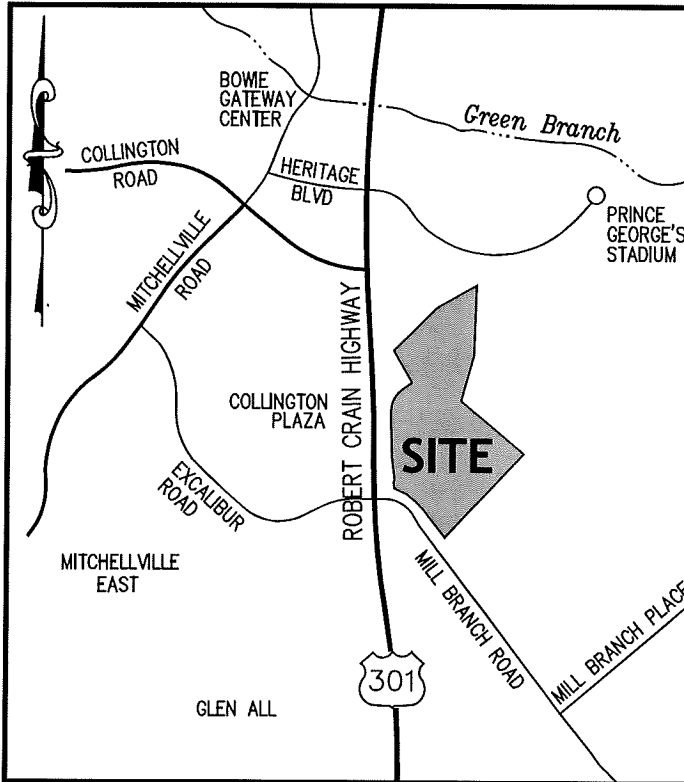 BOWIE
GATEWAY
CENTER
Green Branch
COLLINGTON
ROAD
HERITAGE
BLVD
PRINCE
GEORGE'S
STADIUM
MITCHELLVILLE
ROAD
ROBERT CRAIN HIGHWAY
COLLINGTON
PLAZA
SITE
EXCALIBUR
ROAD
MITCHELLVILLE
EAST
MILL BRANCH ROAD
MILL BRANCH PLACE
301
GLEN ALL